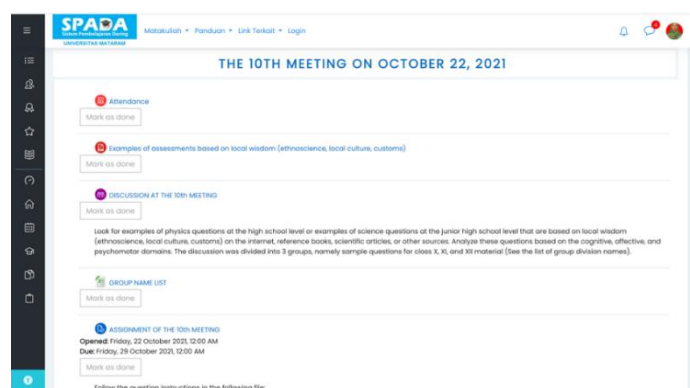 SPADA
Sistem Pembelajaran Daring
UNIVERSITAS MATARAM
Matakuliah Panduan Link Terkait Login
4
THE 10TH MEETING ON OCTOBER 22, 2021
Attendance
Mark as done
Examples of assessments based on local wisdom (ethnoscience, local culture, customs)
Mark as done
DISCUSSION AT THE 10th MEETING
Mark as done
Look for examples of physics questions at the high school level or examples of science questions at the junior high school level that are based on local wisdom
(ethnoscience, local culture, customs) on the internet, reference books, scientific articles, or other sources. Analyze these questions based on the cognitive, affective, and
psychomotor domains. The discussion was divided into 3 groups, namely sample questions for class X, XI, and XII material (See the list of group division names).
GROUP NAME LIST
Mark as done
ASSIGNMENT OF THE 10th MEETING
Opened: Friday, 22 October 2021, 12:00 AM
Due: Friday, 29 October 2021, 12:00 AM
Mark as done
Follow the question instructions in the following file: